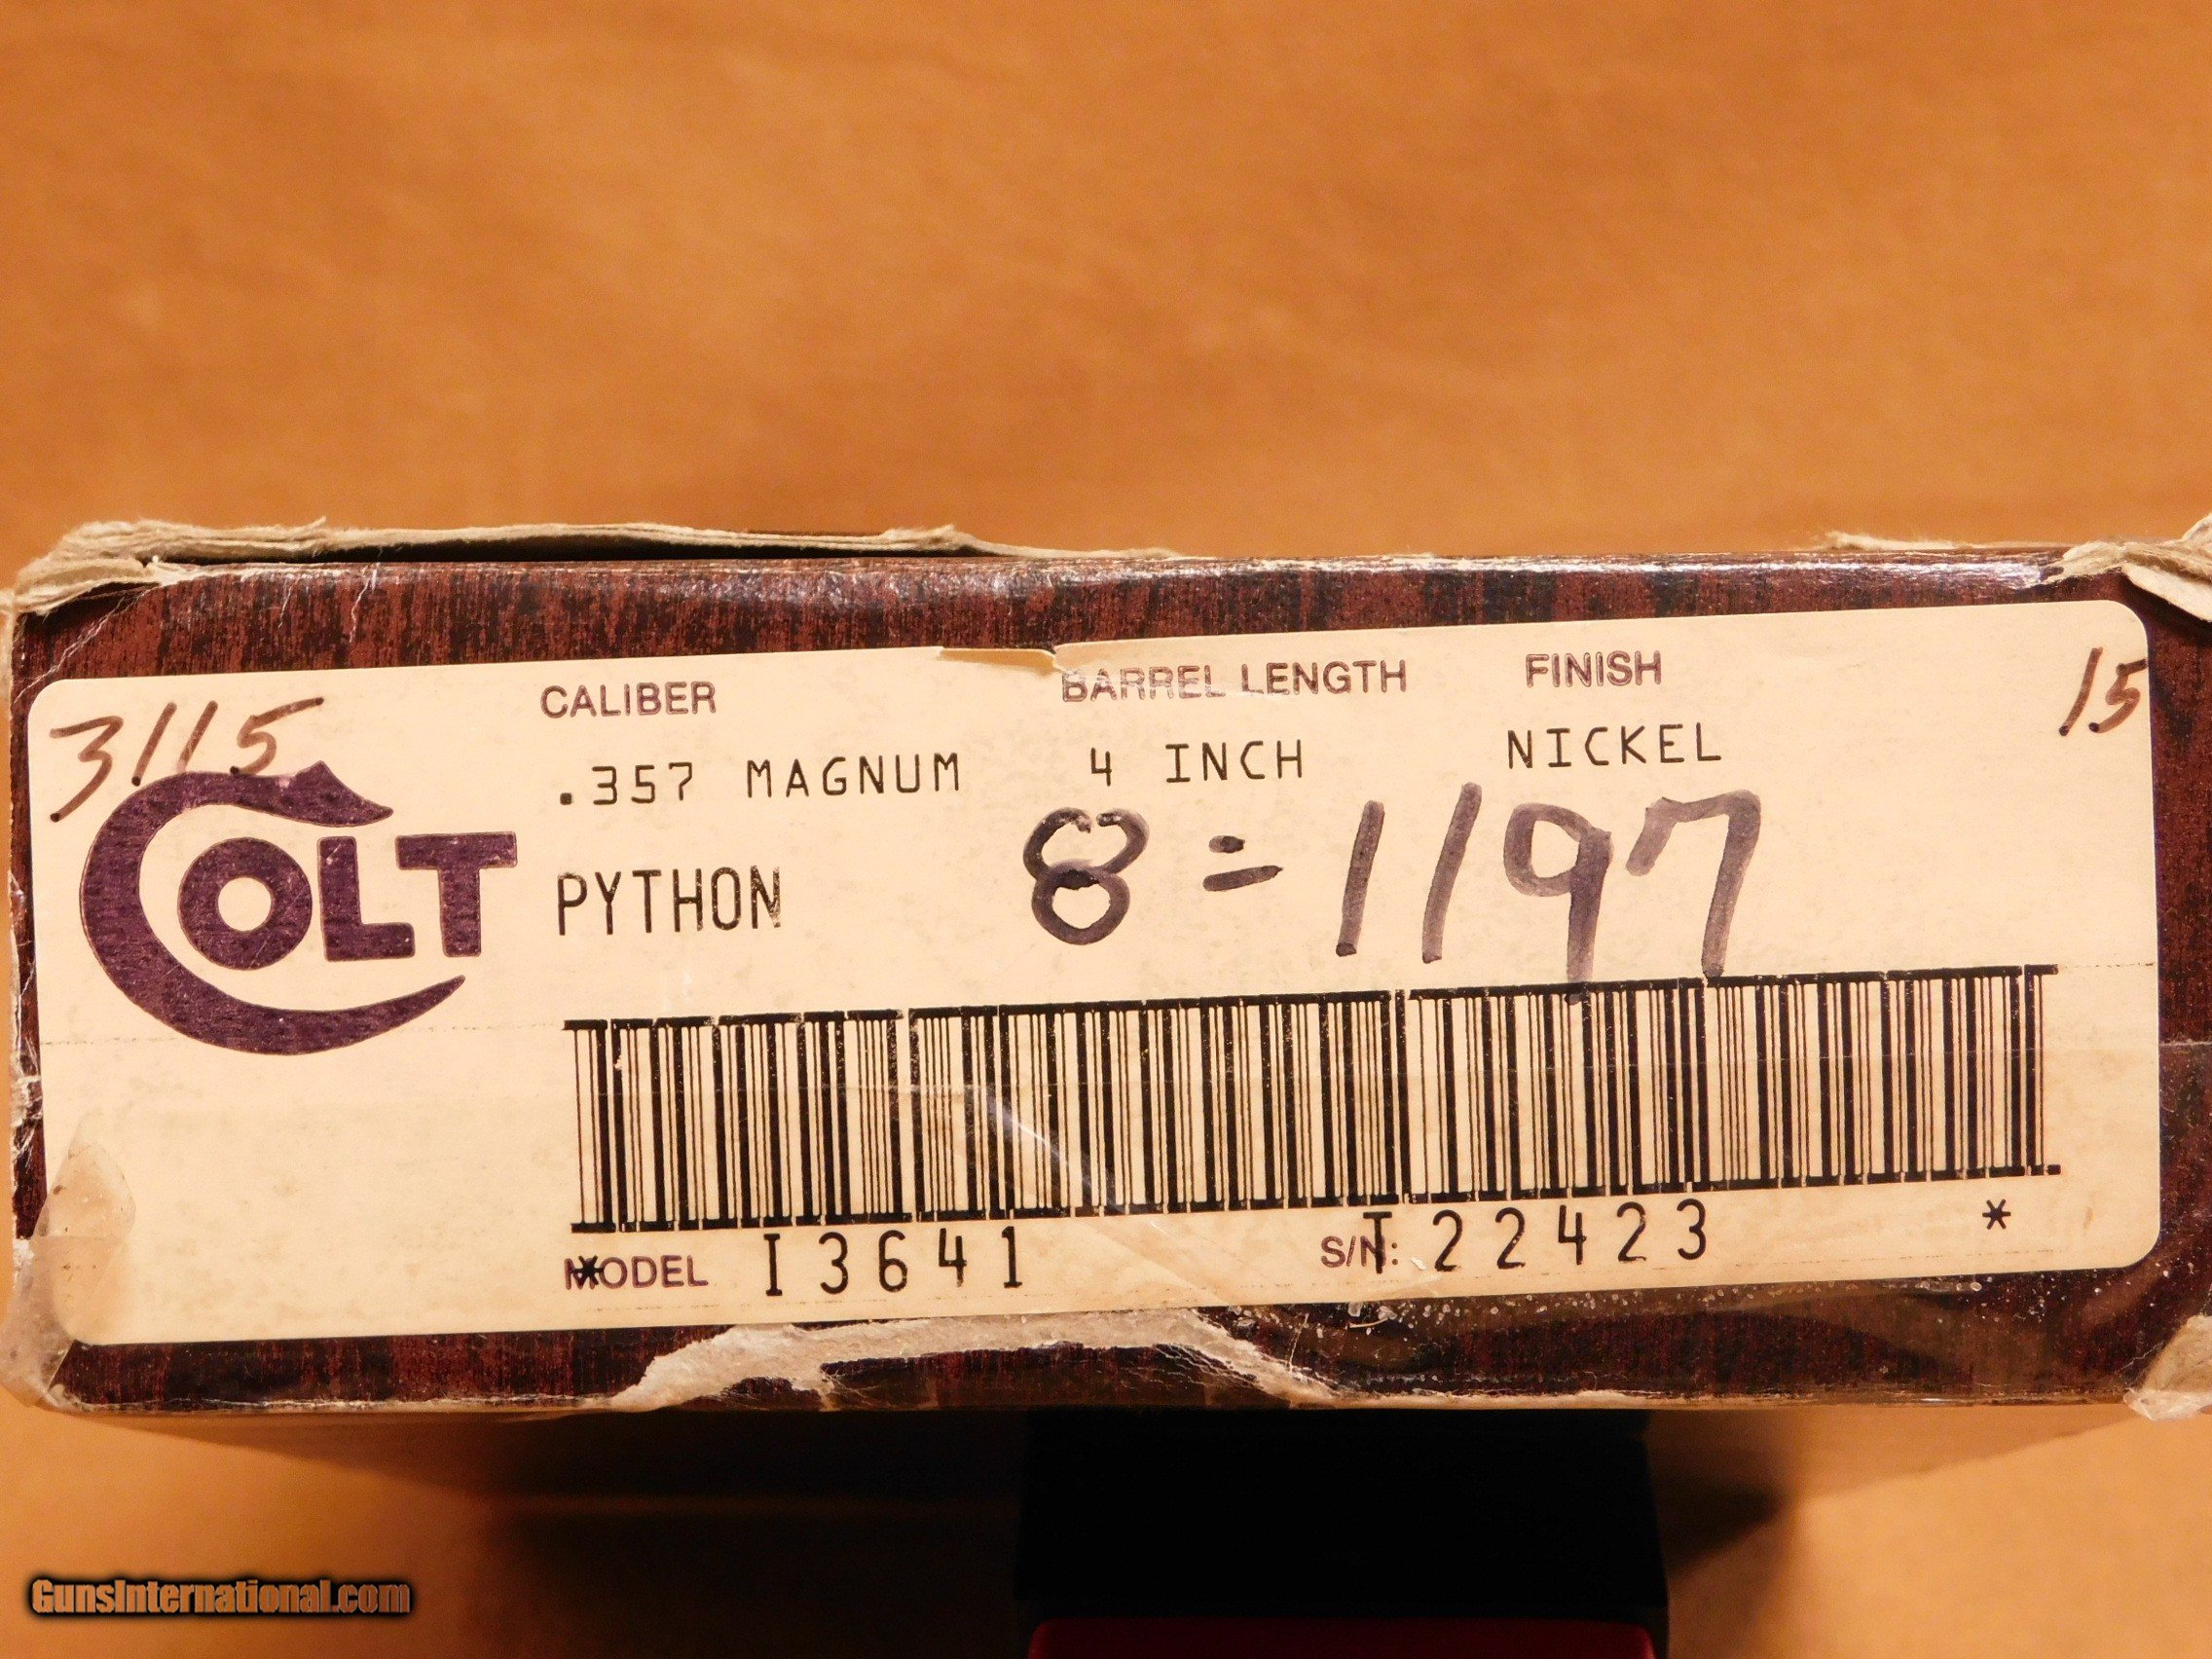 3115
CALIBER BARREL LENGTH FINISH 15
.357 MAGNUM 4 INCH NICKEL
COLT
PYTHON 8=1197
MODEL I3641 S/N: T22423 *
GunsInternational.com